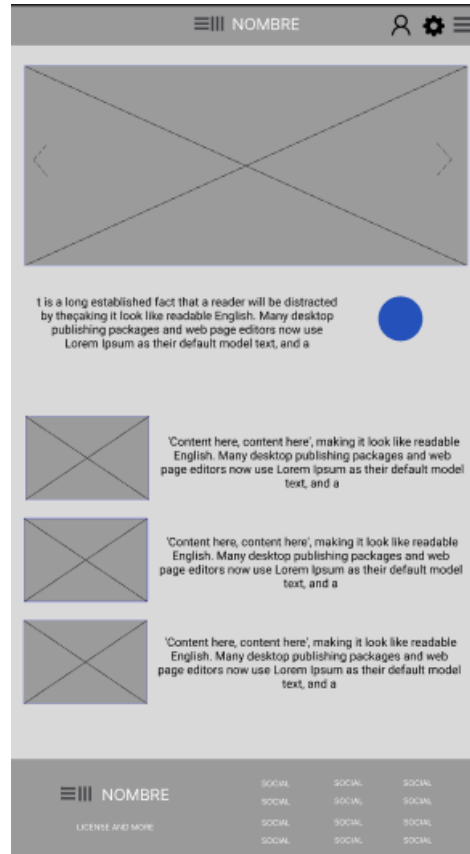 NOMBRE
t is a long established fact that a reader will be distracted
by theçaking it look like readable English. Many desktop
publishing packages and web page editors now use
Lorem Ipsum as their default model text, and a
'Content here, content here', making it look like readable
English. Many desktop publishing packages and web
page editors now use Lorem Ipsum as their default model
text, and a
'Content here, content here', making it look like readable
English. Many desktop publishing packages and web
page editors now use Lorem Ipsum as their default model
text, and a
'Content here, content here', making it look like readable
English. Many desktop publishing packages and web
page editors now use Lorem Ipsum as their default model
text, and a
NOMBRE
LICENSE AND MORE
SOCIAL SOCIAL SOCIAL
SOCIAL SOCIAL SOCIAL
SOCIAL SOCIAL SOCIAL
SOCIAL SOCIAL SOCIAL